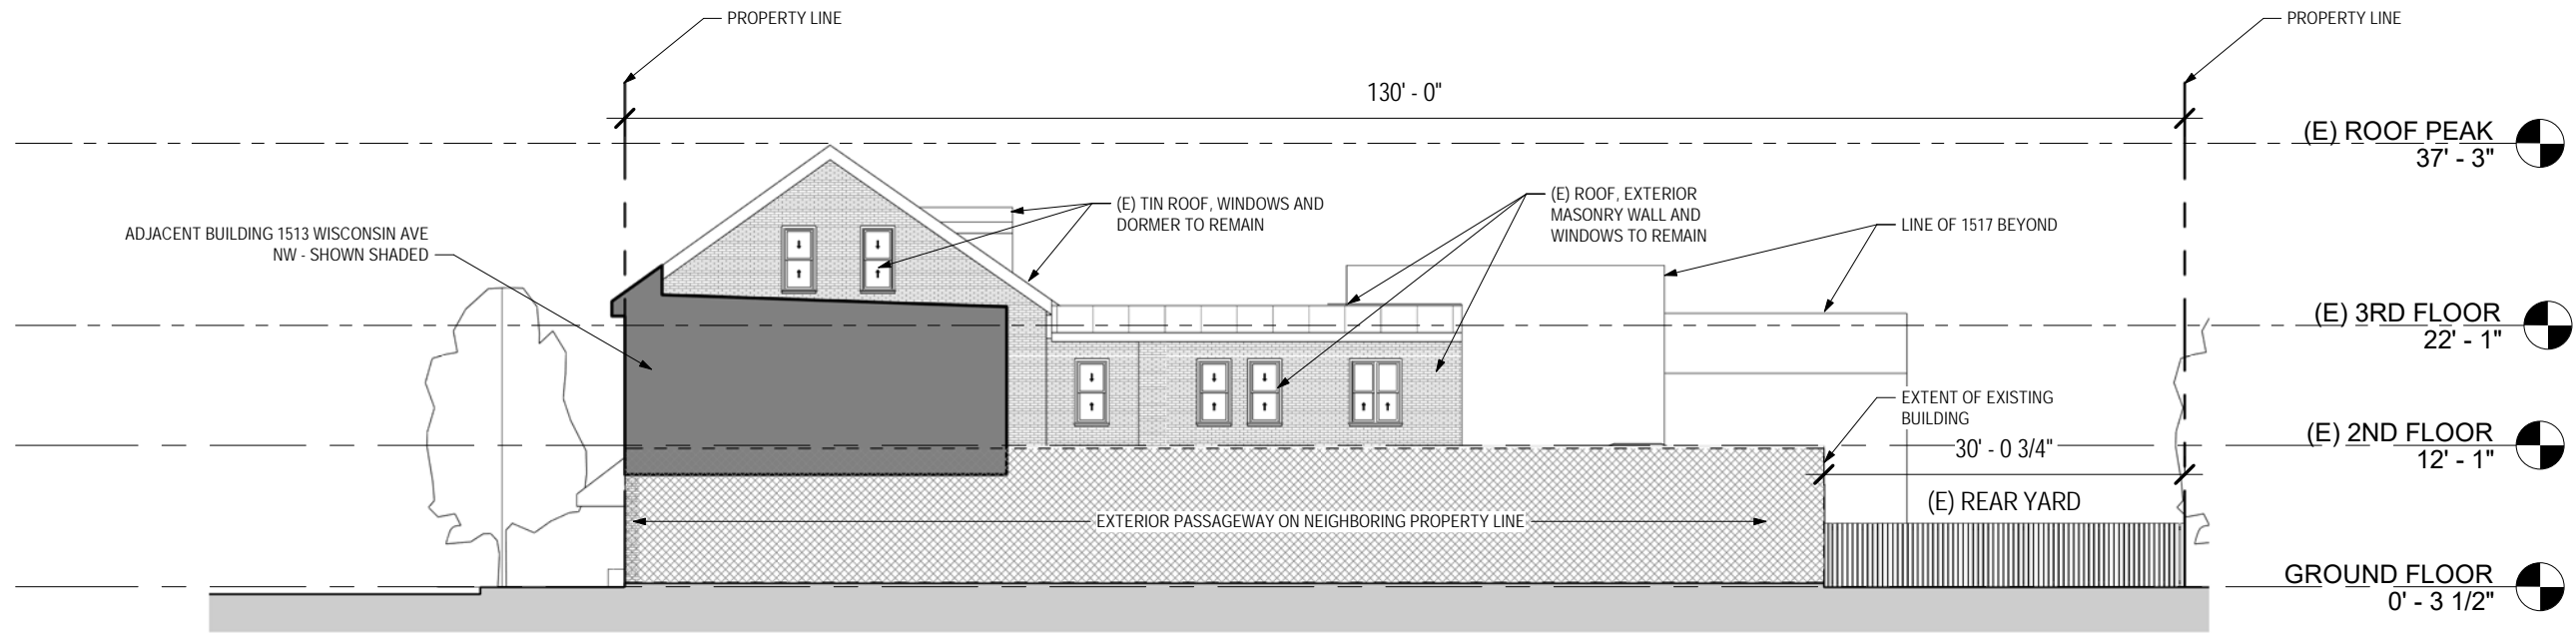 PROPERTY LINE
PROPERTY LINE
130' - 0"
(E) ROOF PEAK
37' - 3"
(E) TIN ROOF, WINDOWS AND
DORMER TO REMAIN
(E) ROOF, EXTERIOR
MASONRY WALL AND
WINDOWS TO REMAIN
LINE OF 1517 BEYOND
ADJACENT BUILDING 1513 WISCONSIN AVE
NW - SHOWN SHADED
(E) 3RD FLOOR
22' - 1"
EXTENT OF EXISTING
BUILDING
30' - 0 3/4"
(E) 2ND FLOOR
12' - 1"
(E) REAR YARD
EXTERIOR PASSAGEWAY ON NEIGHBORING PROPERTY LINE
GROUND FLOOR
0' - 3 1/2"